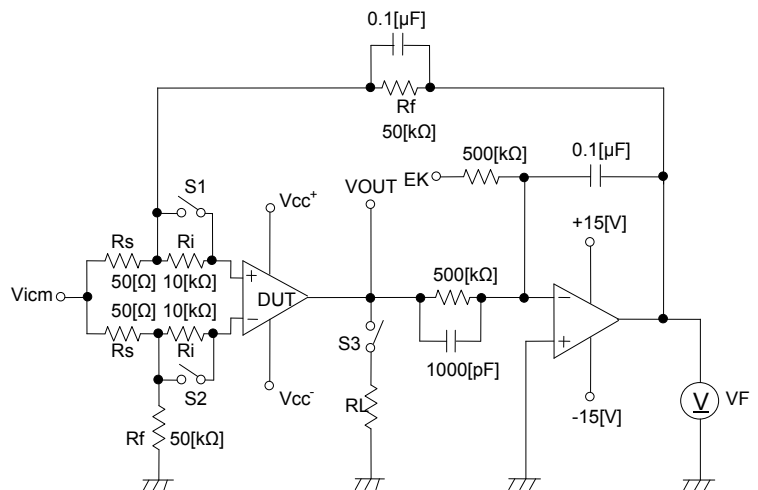 0.1[µF]
Rf
50[kΩ]
500[kΩ]
0.1[µF]
EK
S1
Vcc+
VOUT
+15[V]
Rs
Ri
50[Ω]
10[kΩ]
Vicm
+
DUT
500[kΩ]
50[Ω]
10[kΩ]
−
−
Rs
Ri
S3
+
1000[pF]
S2
Vcc-
RL
-15[V]
V
VF
Rf
50[kΩ]